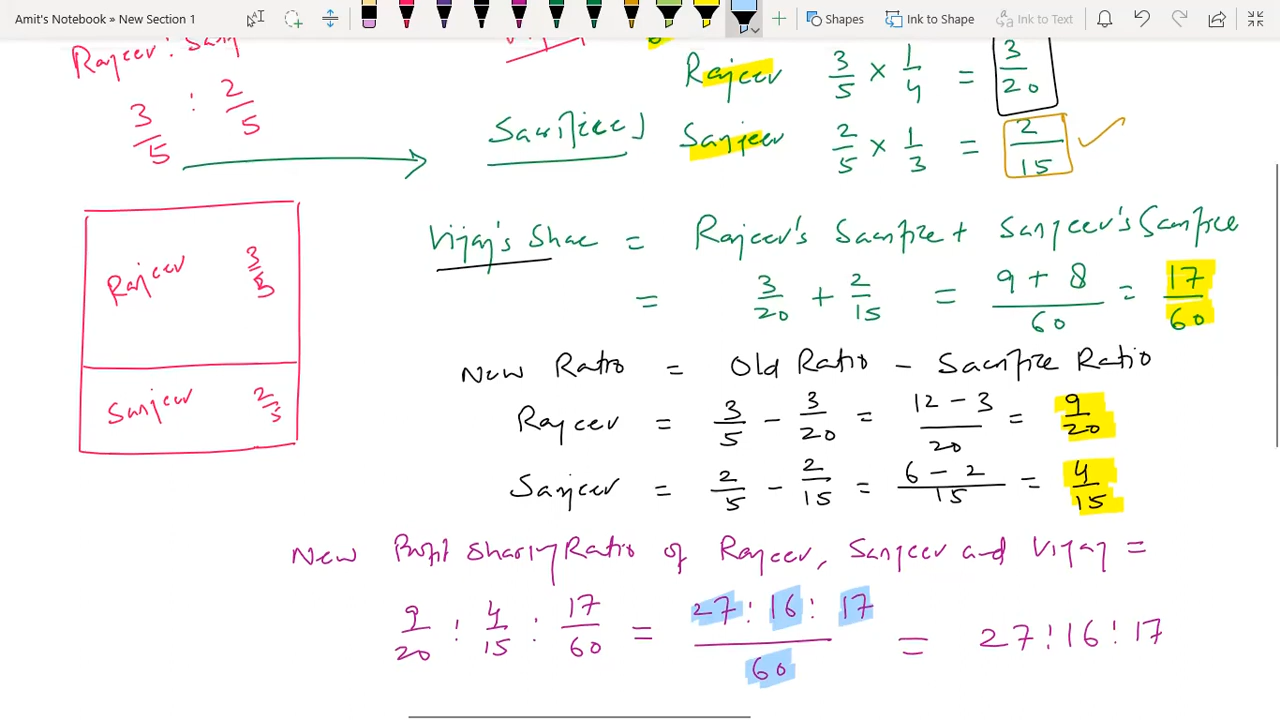 Amit's Notebook » New Section 1
Shapes Ink to Shape Ink to Text
Rajeev : Sanj
3/5 : 2/5
Rajeev 3/5 × 1/4 = 3/20
Sacrificed Sanjeev 2/5 × 1/3 = 2/15 ✓
Rajeev 3/5
Sanjeev 2/5
Vijay's Share = Rajeev's Sacrifice + Sanjeev's Sacrifice
= 3/20 + 2/15 = 9 + 8/60 = 17/60
New Ratio = Old Ratio - Sacrifice Ratio
Rajeev = 3/5 - 3/20 = 12 - 3/20 = 9/20
Sanjeev = 2/5 - 2/15 = 6 - 2/15 = 4/15
New Profit Sharing Ratio of Rajeev, Sanjeev and Vijay =
9/20 : 4/15 : 17/60 = 27 : 16 : 17/60 = 27 : 16 : 17